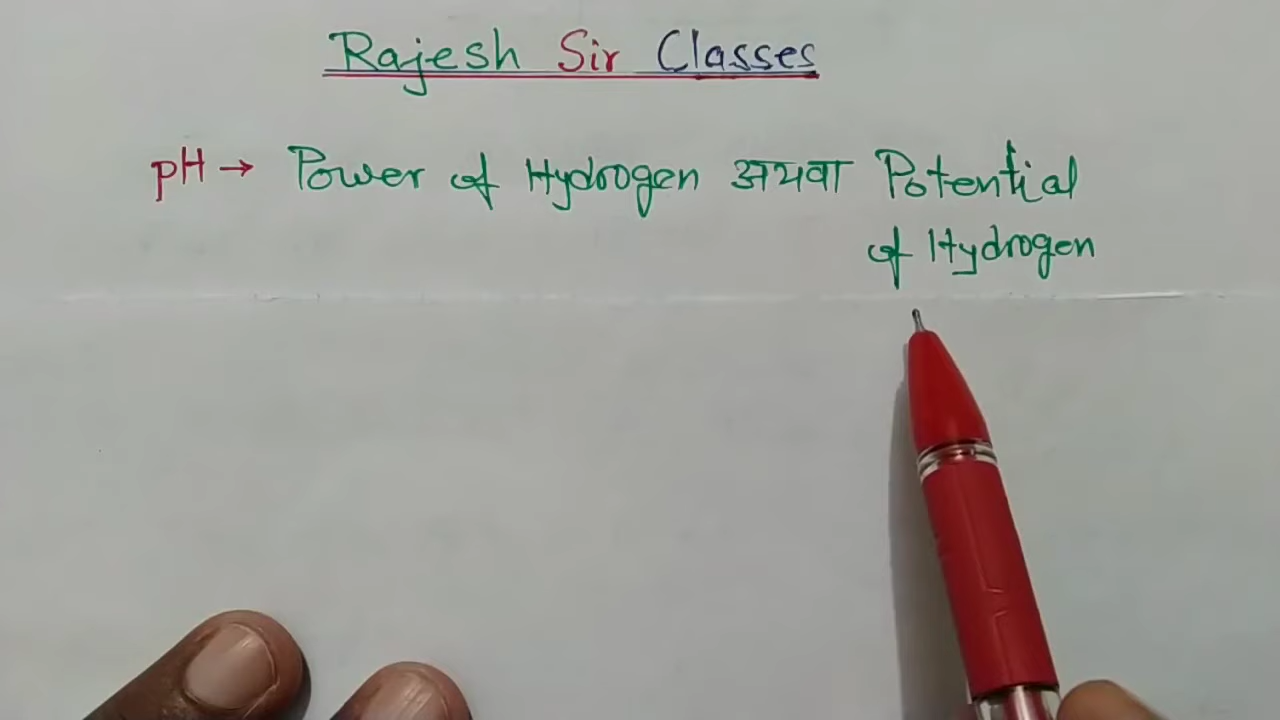 Rajesh Sir Classes
pH → Power of Hydrogen अथवा Potential
of Hydrogen